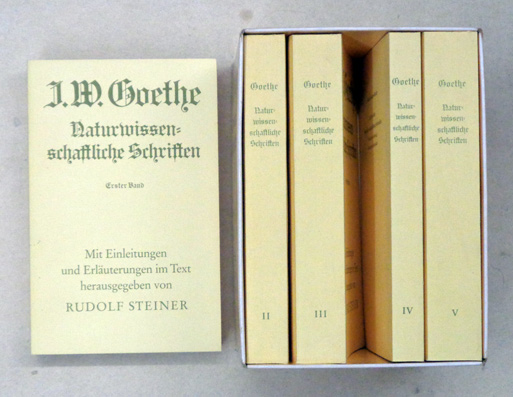 J. W. Goethe
Naturwissen=
schaftliche Schriften
Erster Band
Mit Einleitungen
und Erläuterungen im Text
herausgegeben von
RUDOLF STEINER
Goethe
Natur=
wissen=
schaftliche
Schriften
II
Goethe
Natur=
wissen=
schaftliche
Schriften
III
Goethe
Natur=
wissen=
schaftliche
Schriften
IV
Goethe
Natur=
wissen=
schaftliche
Schriften
V